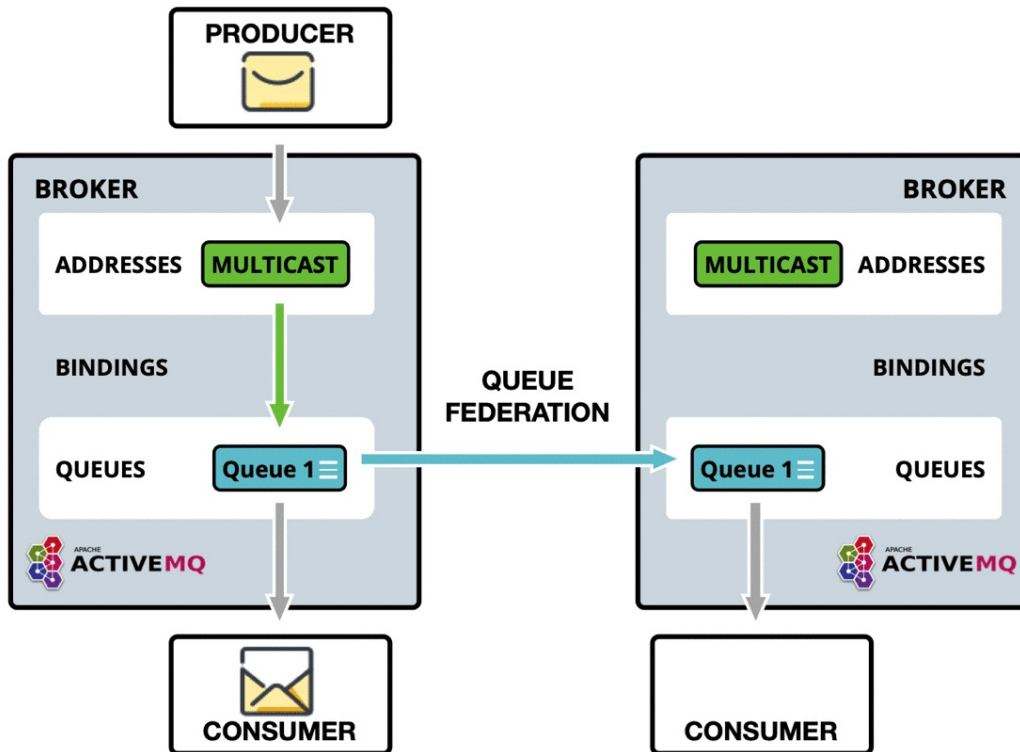 PRODUCER
BROKER
ADDRESSES MULTICAST
BINDINGS
QUEUES Queue 1
APACHE
ACTIVEMQ
CONSUMER
QUEUE
FEDERATION
BROKER
MULTICAST ADDRESSES
BINDINGS
Queue 1 QUEUES
APACHE
ACTIVEMQ
CONSUMER